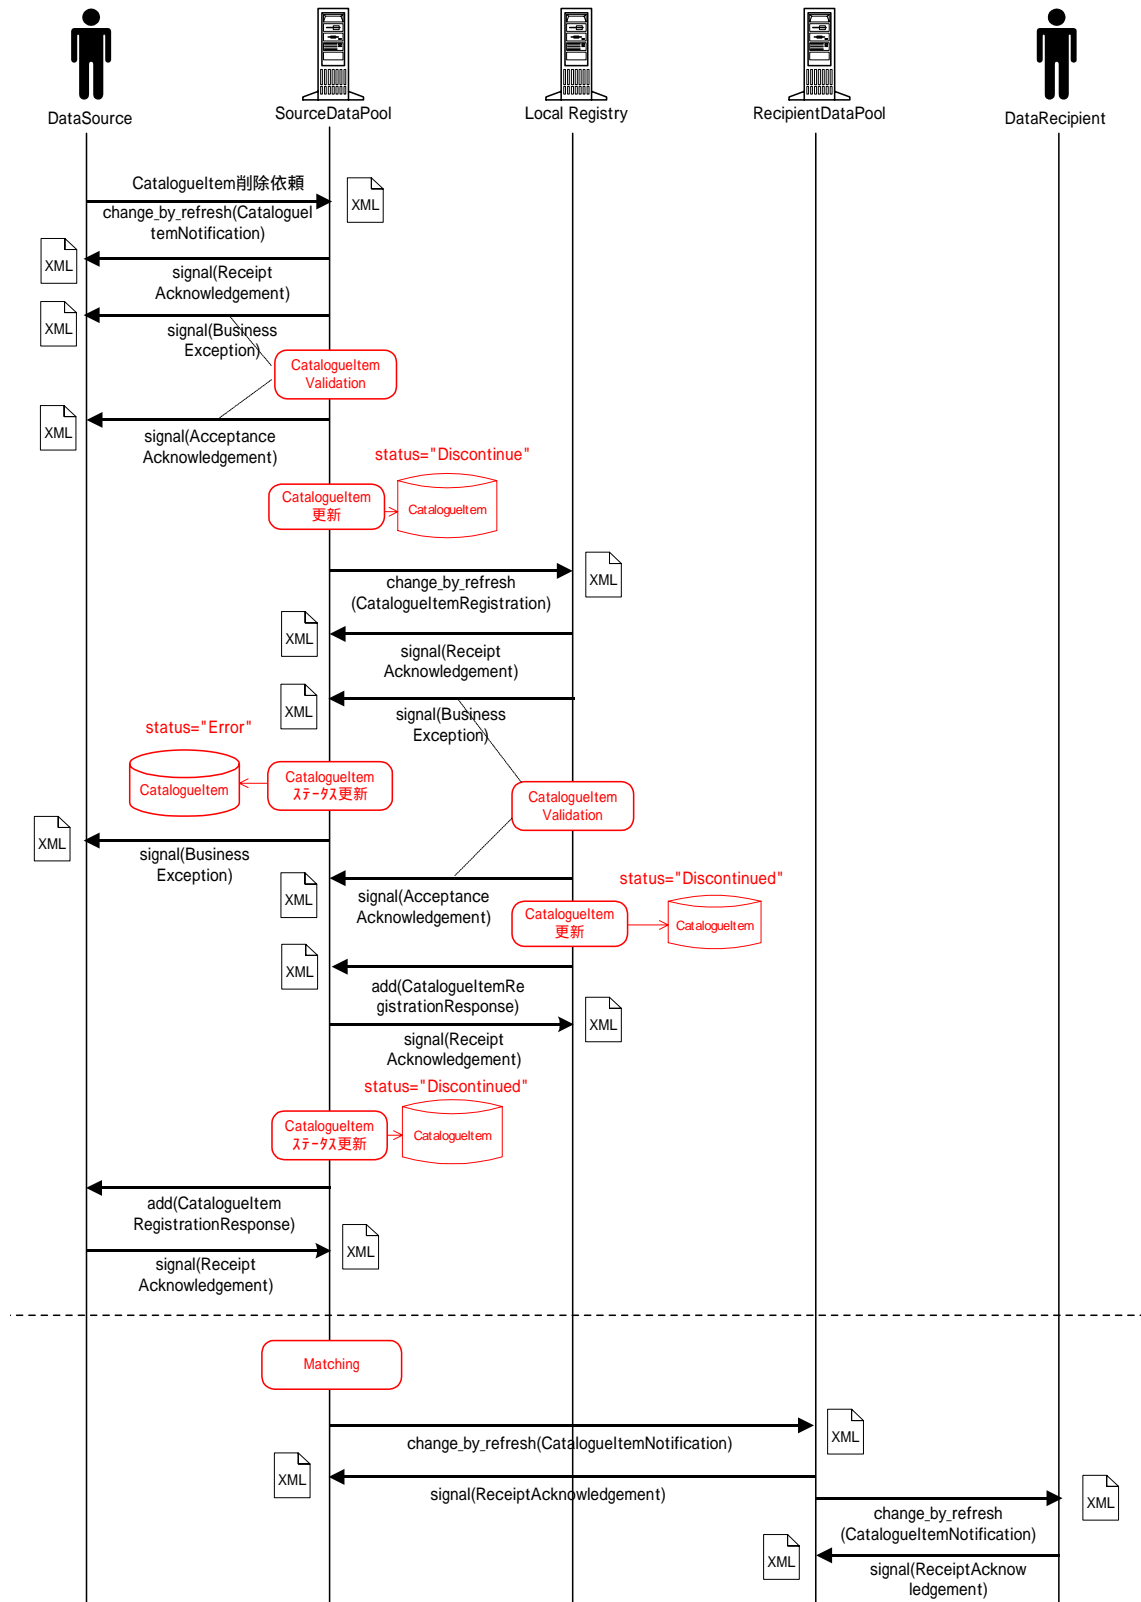 DataSource
SourceDataPool
Local Registry
RecipientDataPool
DataRecipient
CatalogueItem削除依頼
XML
change_by_refresh(Cataloguel
temNotification)
XML
signal(Receipt
Acknowledgement)
XML
signal(Business
Exception)
CatalogueItem
Validation
XML
signal(Acceptance
Acknowledgement)
status="Discontinue"
CatalogueItem
更新
CatalogueItem
XML
change_by_refresh
(CatalogueItemRegistration)
XML
signal(Receipt
Acknowledgement)
XML
signal(Business
Exception)
status="Error"
CatalogueItem
CatalogueItem
ｽﾃｰﾀｽ更新
CatalogueItem
Validation
XML
signal(Business
Exception)
XML
signal(Acceptance
Acknowledgement)
status="Discontinued"
CatalogueItem
更新
CatalogueItem
XML
add(CatalogueItemRe
gistrationResponse)
XML
signal(Receipt
Acknowledgement)
status="Discontinued"
CatalogueItem
ｽﾃｰﾀｽ更新
CatalogueItem
add(CatalogueItem
RegistrationResponse)
XML
signal(Receipt
Acknowledgement)
Matching
XML
change_by_refresh(CatalogueItemNotification)
XML
signal(ReceiptAcknowledgement)
XML
change_by_refresh
(CatalogueItemNotification)
XML
signal(ReceiptAcknow
ledgement)